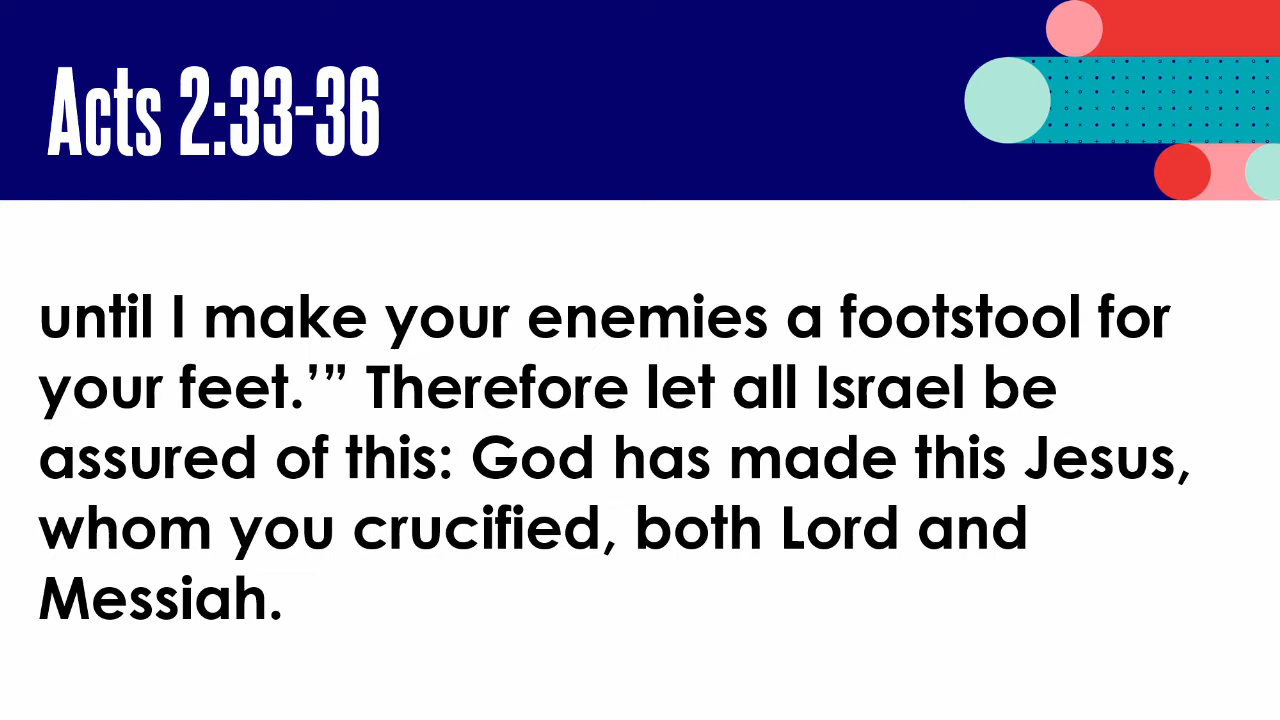 Acts 2:33-36
until I make your enemies a footstool for
your feet.’” Therefore let all Israel be
assured of this: God has made this Jesus,
whom you crucified, both Lord and
Messiah.